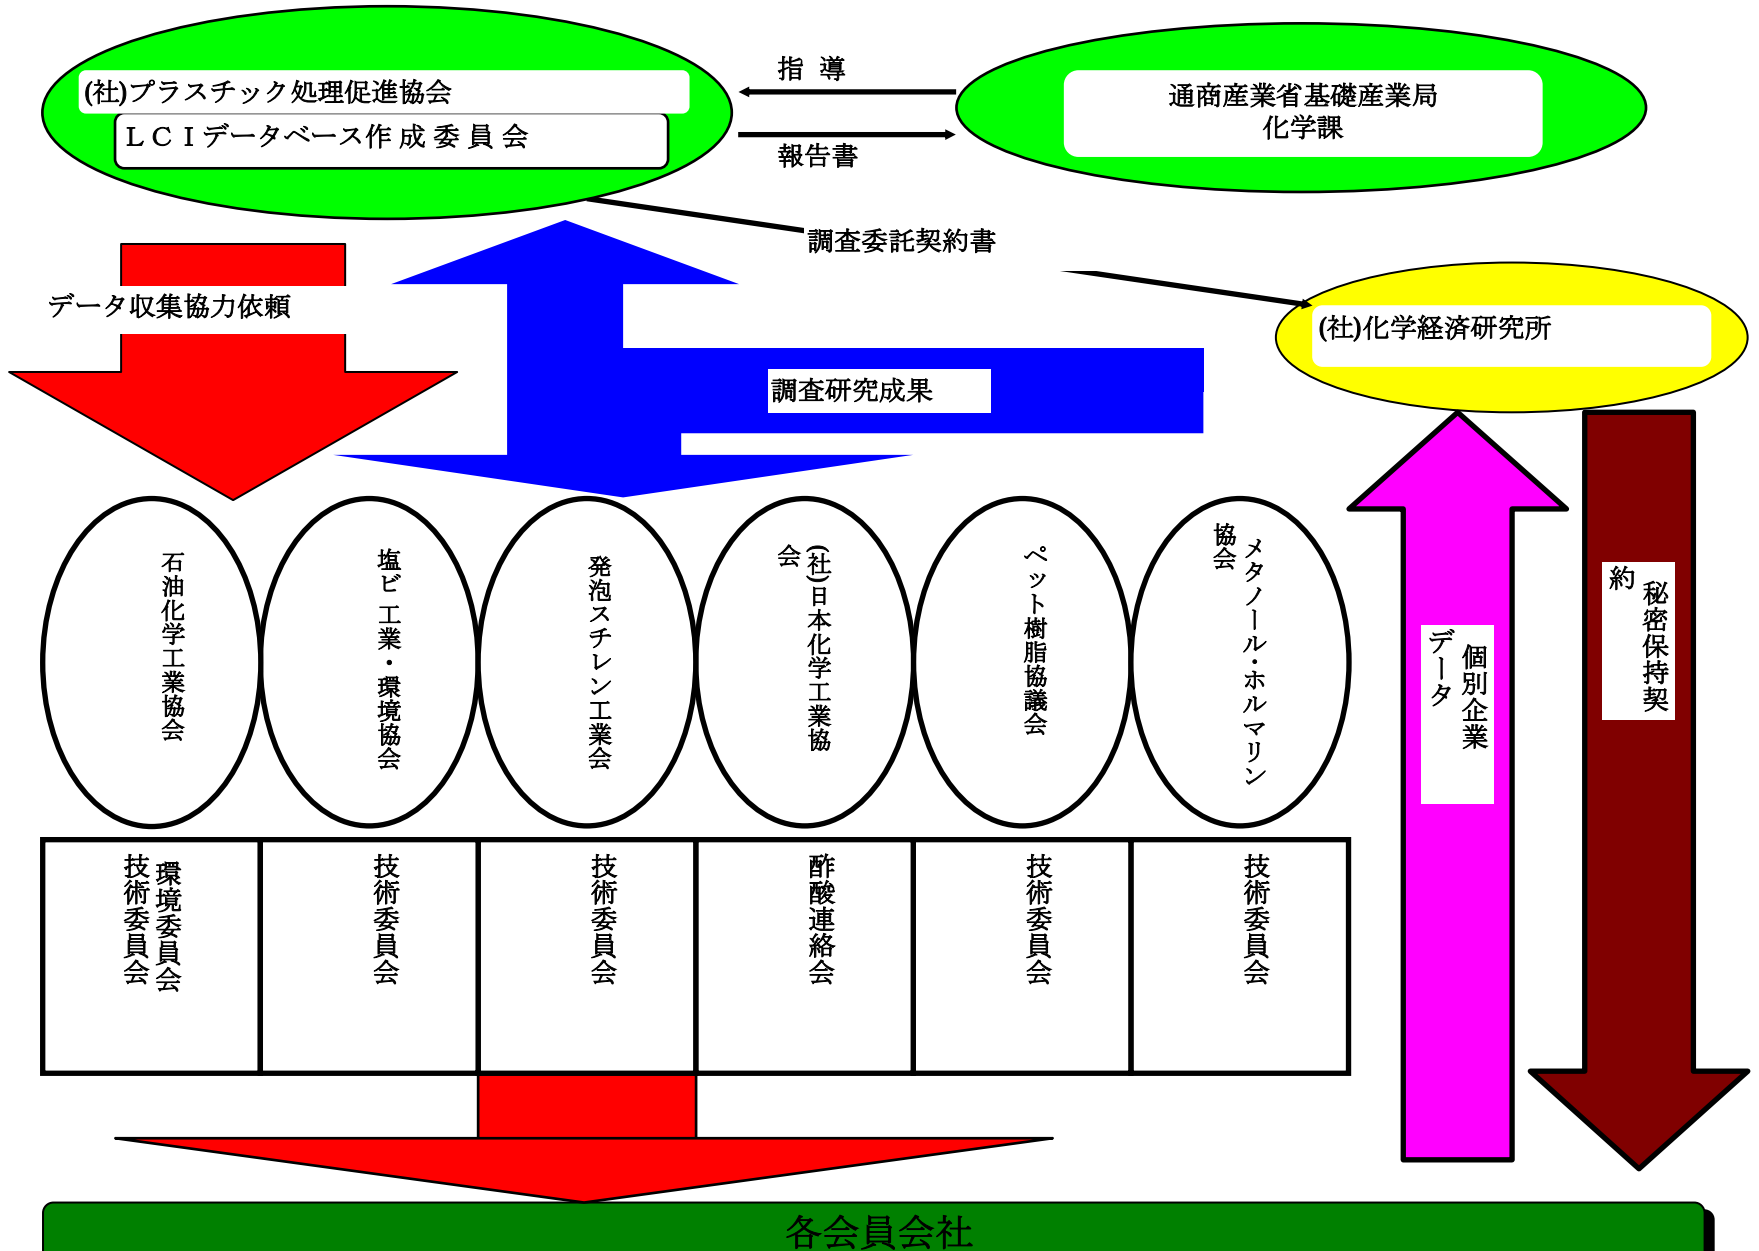 指 導
(社)プラスチック処理促進協会
通商産業省基礎産業局
化学課
ＬＣＩデータベース作成委員会
報告書
調査委託契約書
データ収集協力依頼
(社)化学経済研究所
調査研究成果
石油化学工業協会
塩ビ工業・環境協会
発泡スチレン工業会
(社)日本化学工業協
会
ペット樹脂協議会
メタノール・ホルマリン
協会
個別企業
データ
秘密保持契
約
環境委員会
技術委員会
技術委員会
技術委員会
酢酸連絡会
技術委員会
技術委員会
各会員会社